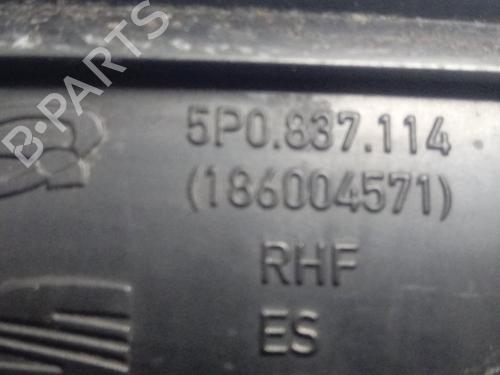 B-PARTS
5P0.837.114
(186004571)
RHF
ES